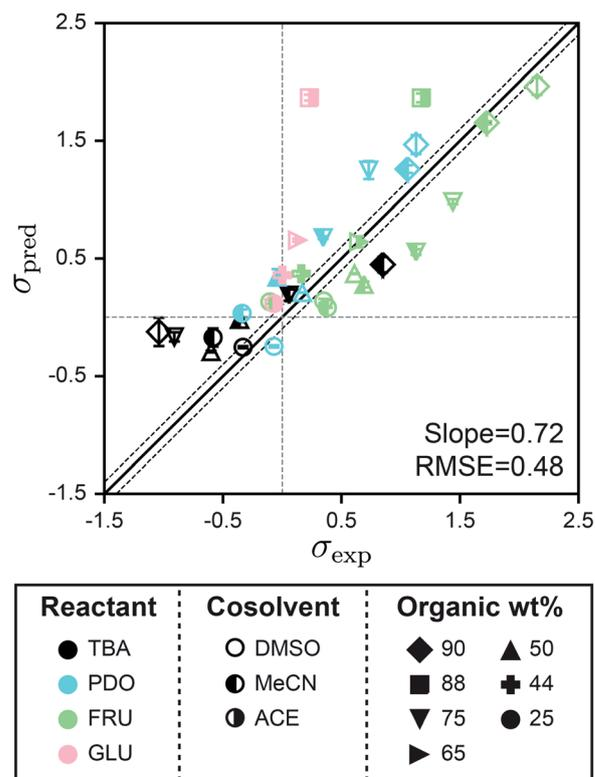 2.5
1.5
0.5
-0.5
-1.5
σpred
Slope=0.72
RMSE=0.48
-1.5 -0.5 0.5 1.5 2.5
σexp
Reactant Cosolvent Organic wt%
TBA DMSO 90 50
PDO MeCN 88 44
FRU ACE 75 25
GLU 65